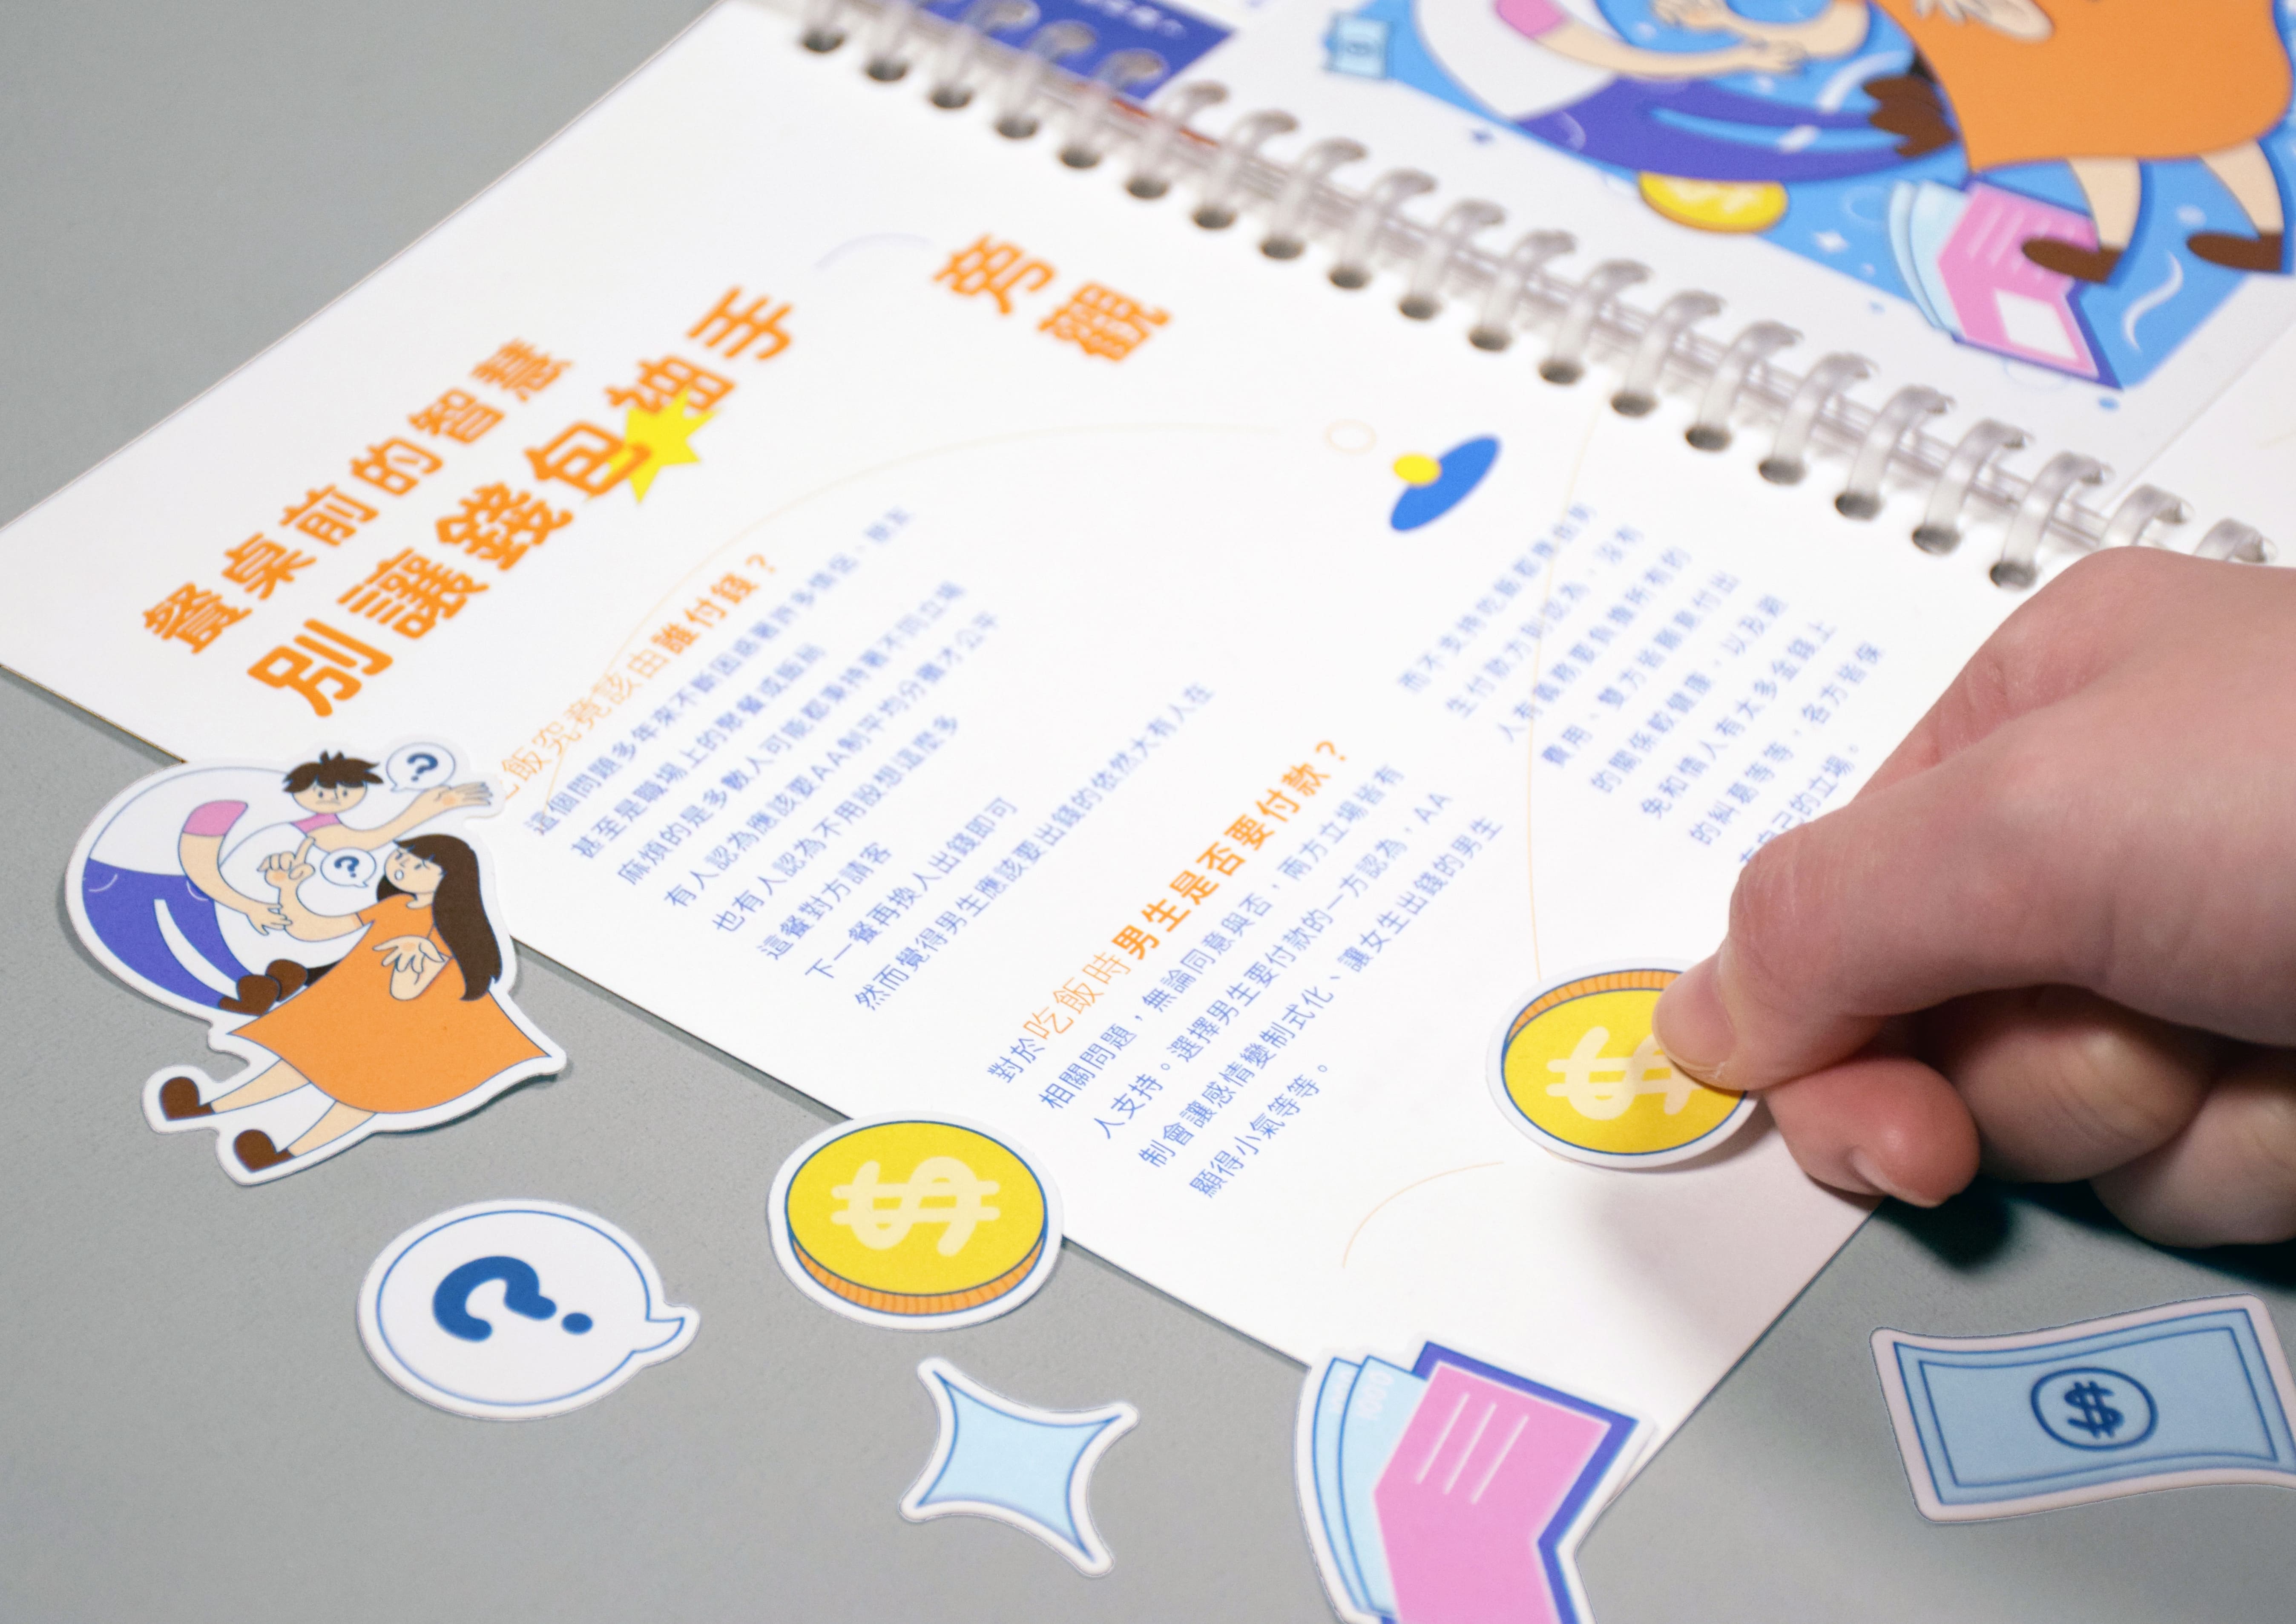 餐桌前的智慧
別讓錢包袖手
旁觀
吃飯究竟該由誰付錢？
這個問題多年來不斷困惑著許多情侶、朋友
甚至是職場上的聚餐或飯局
麻煩的是多數人可能都秉持著不同立場
有人認為應該要AA制平均分攤才公平
也有人認為不用設想這麼多
這餐對方請客
下一餐再換人出錢即可
然而覺得男生應該要出錢的依然大有人在
對於吃飯時男生是否要付款？
相關問題，無論同意與否，兩方立場皆有
人支持。選擇男生要付款的一方認為，AA
制會讓感情變制式化、讓女生出錢的男生
顯得小氣等等。
而不支持吃飯都應由男
生付款方則認為，沒有
人有義務要負擔所有的
費用、雙方皆願意付出
的關係較健康，以及避
免和情人有太多金錢上
的糾葛等等，各方皆保
有自己的立場。
?
?
?
$
$
$
1000
1000